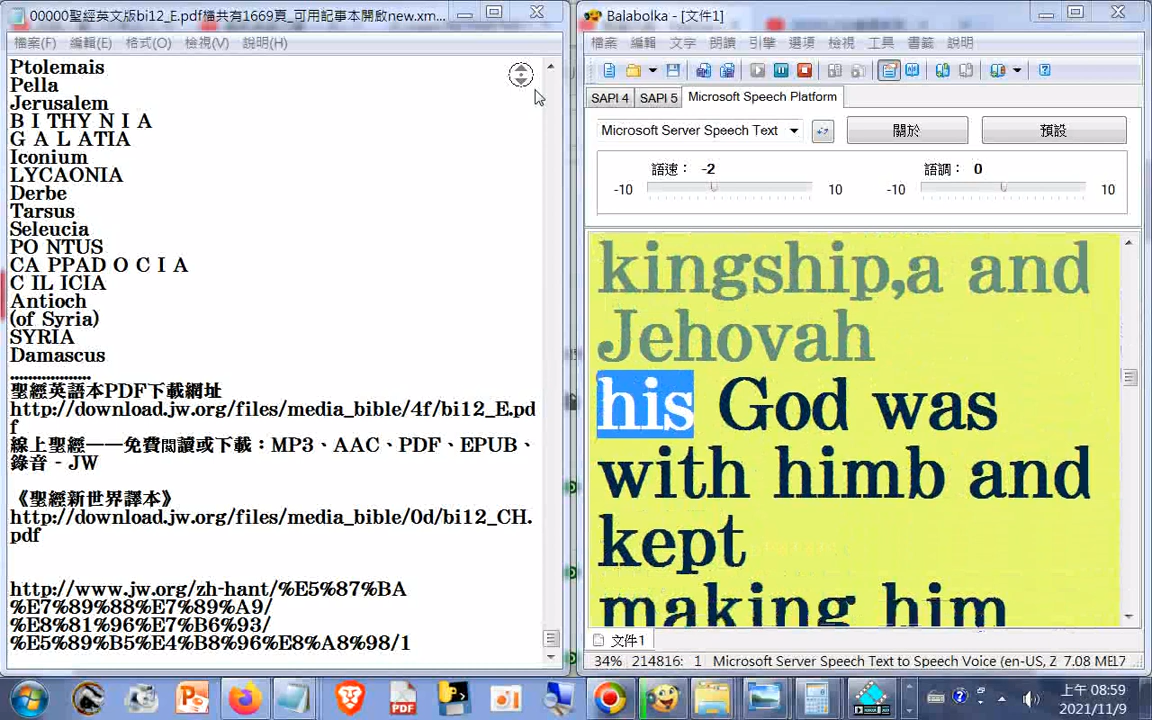 00000聖經英文版bi12_E.pdf檔共有1669頁_可用記事本開啟new.xm...
檔案(F) 編輯(E) 格式(O) 檢視(V) 說明(H)
Ptolemais
Pella
Jerusalem
B I THY N I A
G A L ATIA
Iconium
LYCAONIA
Derbe
Tarsus
Seleucia
PO NTUS
CA PPAD O C I A
C IL ICIA
Antioch
(of Syria)
SYRIA
Damascus
..................
聖經英語本PDF下載網址
http://download.jw.org/files/media_bible/4f/bi12_E.pd
f
線上聖經——免費閱讀或下載：MP3、AAC、PDF、EPUB、
錄音 - JW
《聖經新世界譯本》
http://download.jw.org/files/media_bible/0d/bi12_CH.
pdf
http://www.jw.org/zh-hant/%E5%87%BA
%E7%89%88%E7%89%A9/
%E8%81%96%E7%B6%93/
%E5%89%B5%E4%B8%96%E8%A8%98/1
Balabolka - [文件1]
檔案 編輯 文字 朗讀 引擎 選項 檢視 工具 書籤 說明
SAPI 4 SAPI 5 Microsoft Speech Platform
Microsoft Server Speech Text 關於 預設
語速： -2 語調： 0
-10 10 -10 10
kingship,a and
Jehovah
his God was
with himb and
kept
making him
文件1
34% 214816: 1 Microsoft Server Speech Text to Speech Voice (en-US, Z 7.08 MB
PDF
上午 08:59
2021/11/9